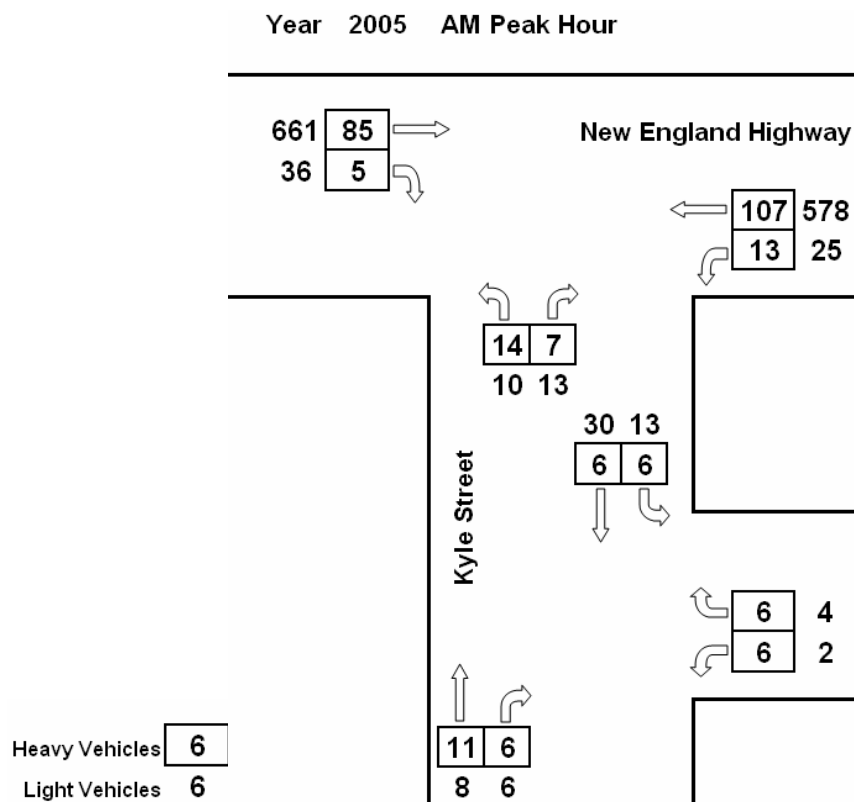 Year 2005 AM Peak Hour
661 85
New England Highway
36 5
107 578
13 25
14 7
10 13
30 13
6 6
Kyle Street
6 4
6 2
11 6
8 6
Heavy Vehicles 6
Light Vehicles 6